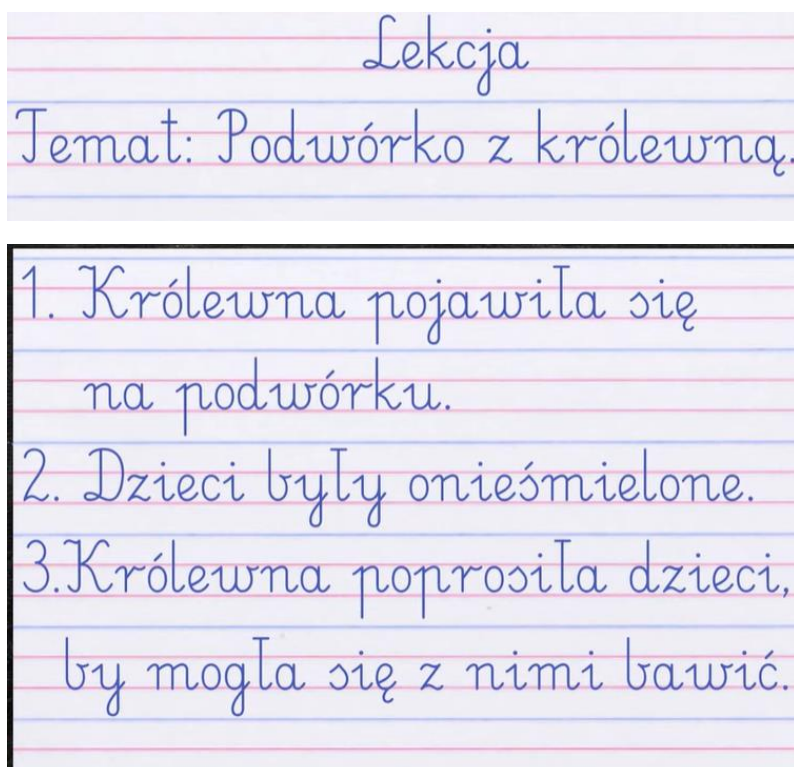 Lekcja
Temat: Podwórko z królewną.
1. Królewna pojawiła się
na podwórku.
2. Dzieci były onieśmielone.
3.Królewna poprosiła dzieci,
by mogła się z nimi bawić.